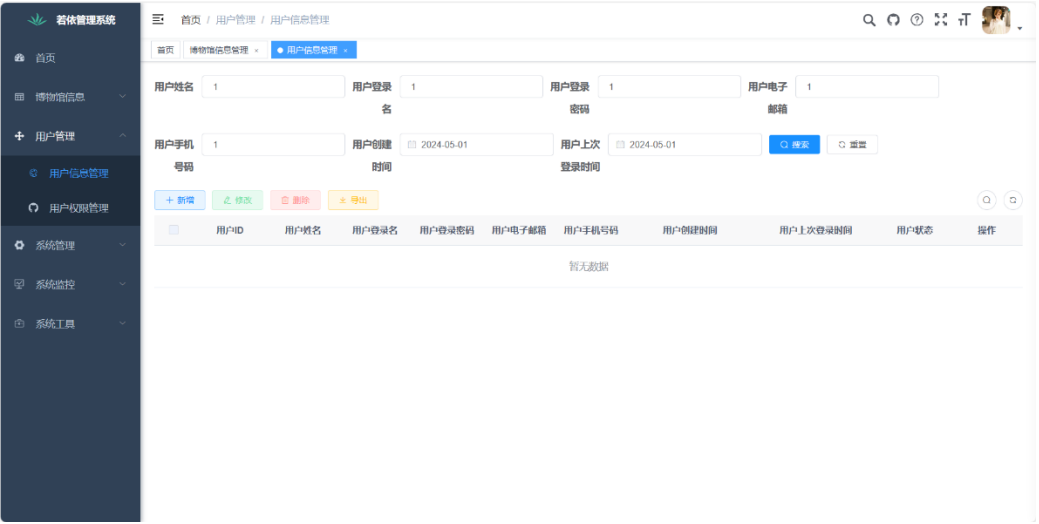 若依管理系统
首页 / 用户管理 / 用户信息管理
首页 博物馆信息管理 × 用户信息管理 ×
首页
博物馆信息
用户管理
用户信息管理
用户权限管理
系统管理
系统监控
系统工具
用户姓名 1
用户登录名 1
用户登录密码 1
用户电子邮箱 1
用户手机号码 1
用户创建时间 2024-05-01
用户上次登录时间 2024-05-01
搜索 重置
+ 新增 修改 删除 导出
用户ID 用户姓名 用户登录名 用户登录密码 用户电子邮箱 用户手机号码 用户创建时间 用户上次登录时间 用户状态 操作
暂无数据